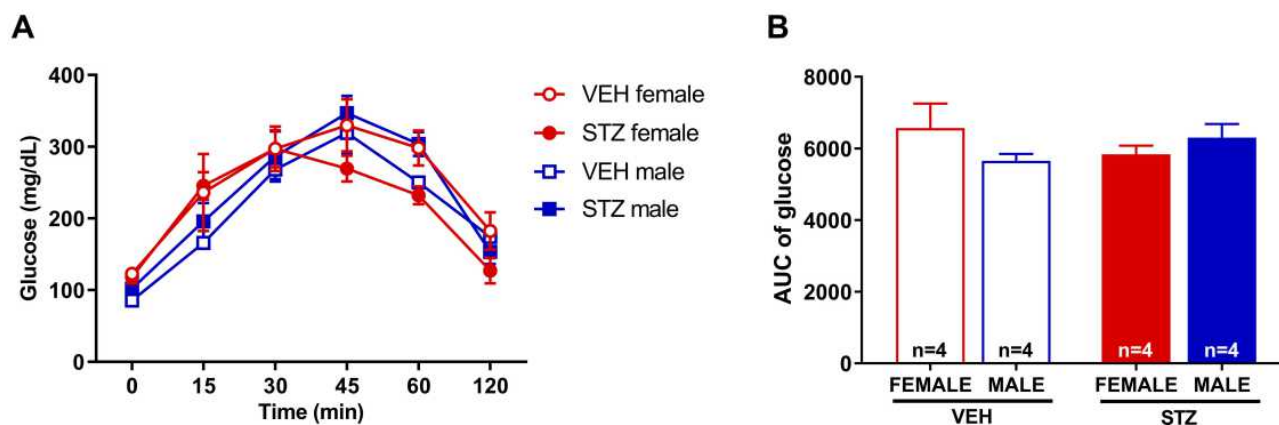 A
Glucose (mg/dL)
400
300
200
100
0
0 15 30 45 60 120
Time (min)
VEH female
STZ female
VEH male
STZ male
B
AUC of glucose
8000
6000
4000
2000
0
n=4 n=4 n=4 n=4
FEMALE MALE FEMALE MALE
VEH STZ